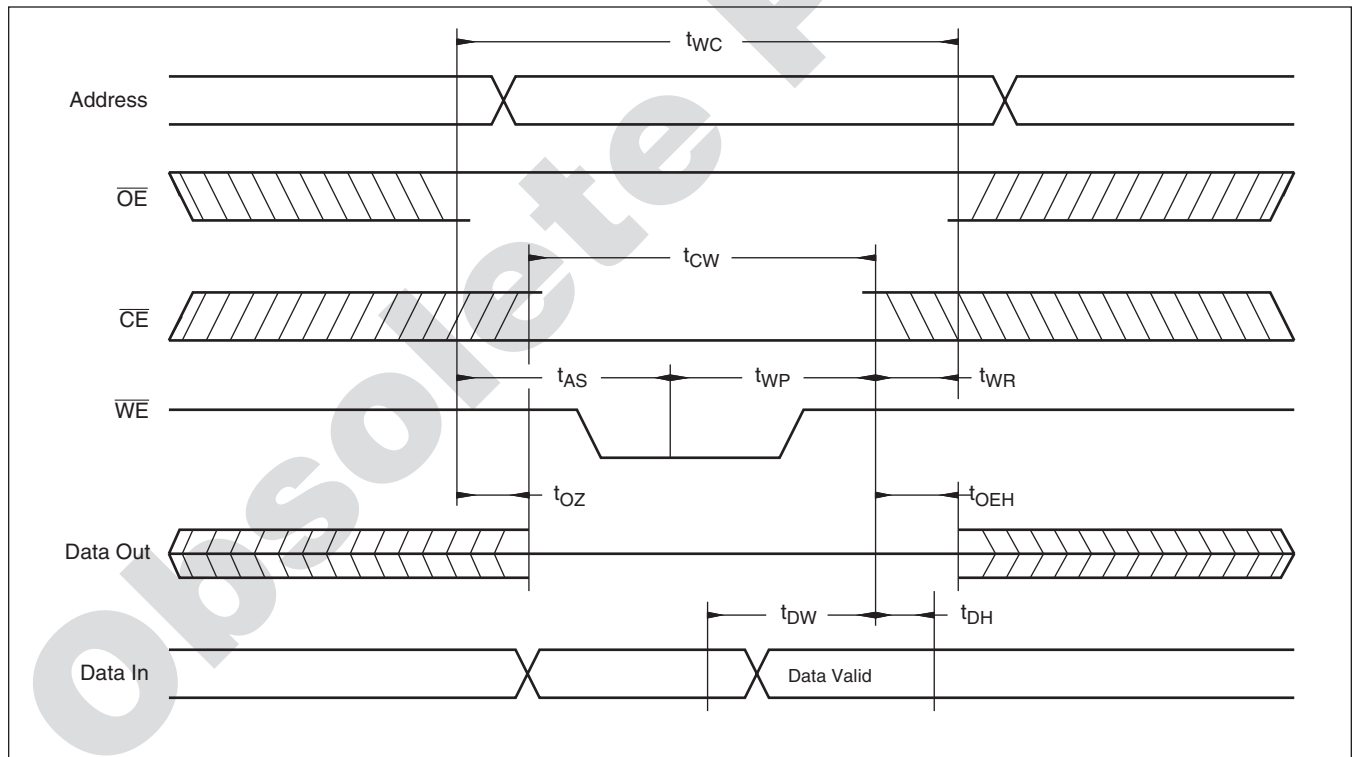 tWC
Address
OE
tCW
CE
tAS tWP tWR
WE
tOZ tOEH
Data Out
tDW tDH
Data In Data Valid
Obsolete P